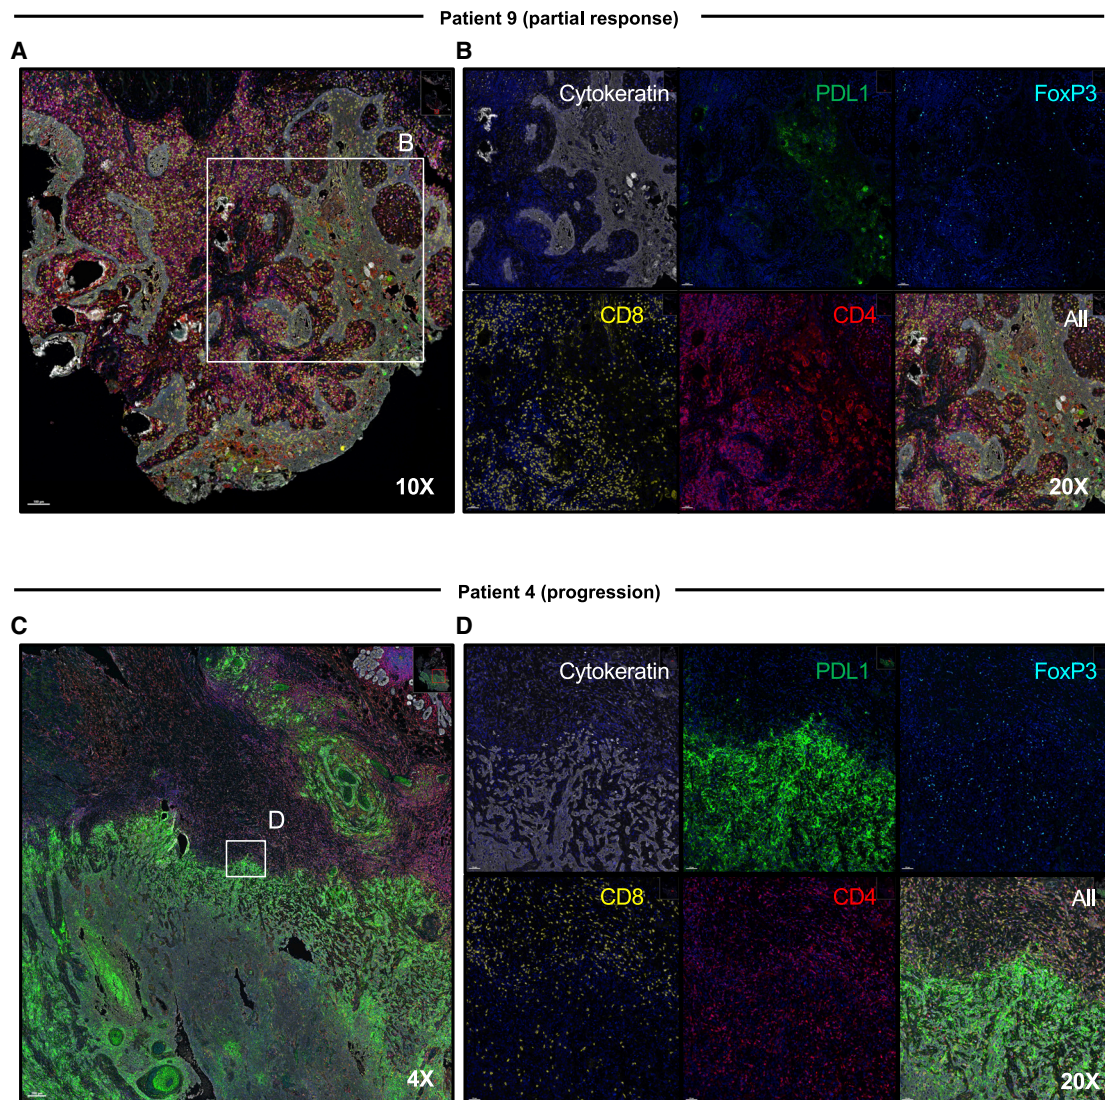 Patient 9 (partial response)
A
B
B
10X
Cytokeratin
PDL1
FoxP3
CD8
CD4
All
20X
Patient 4 (progression)
C
D
D
4X
Cytokeratin
PDL1
FoxP3
CD8
CD4
All
20X